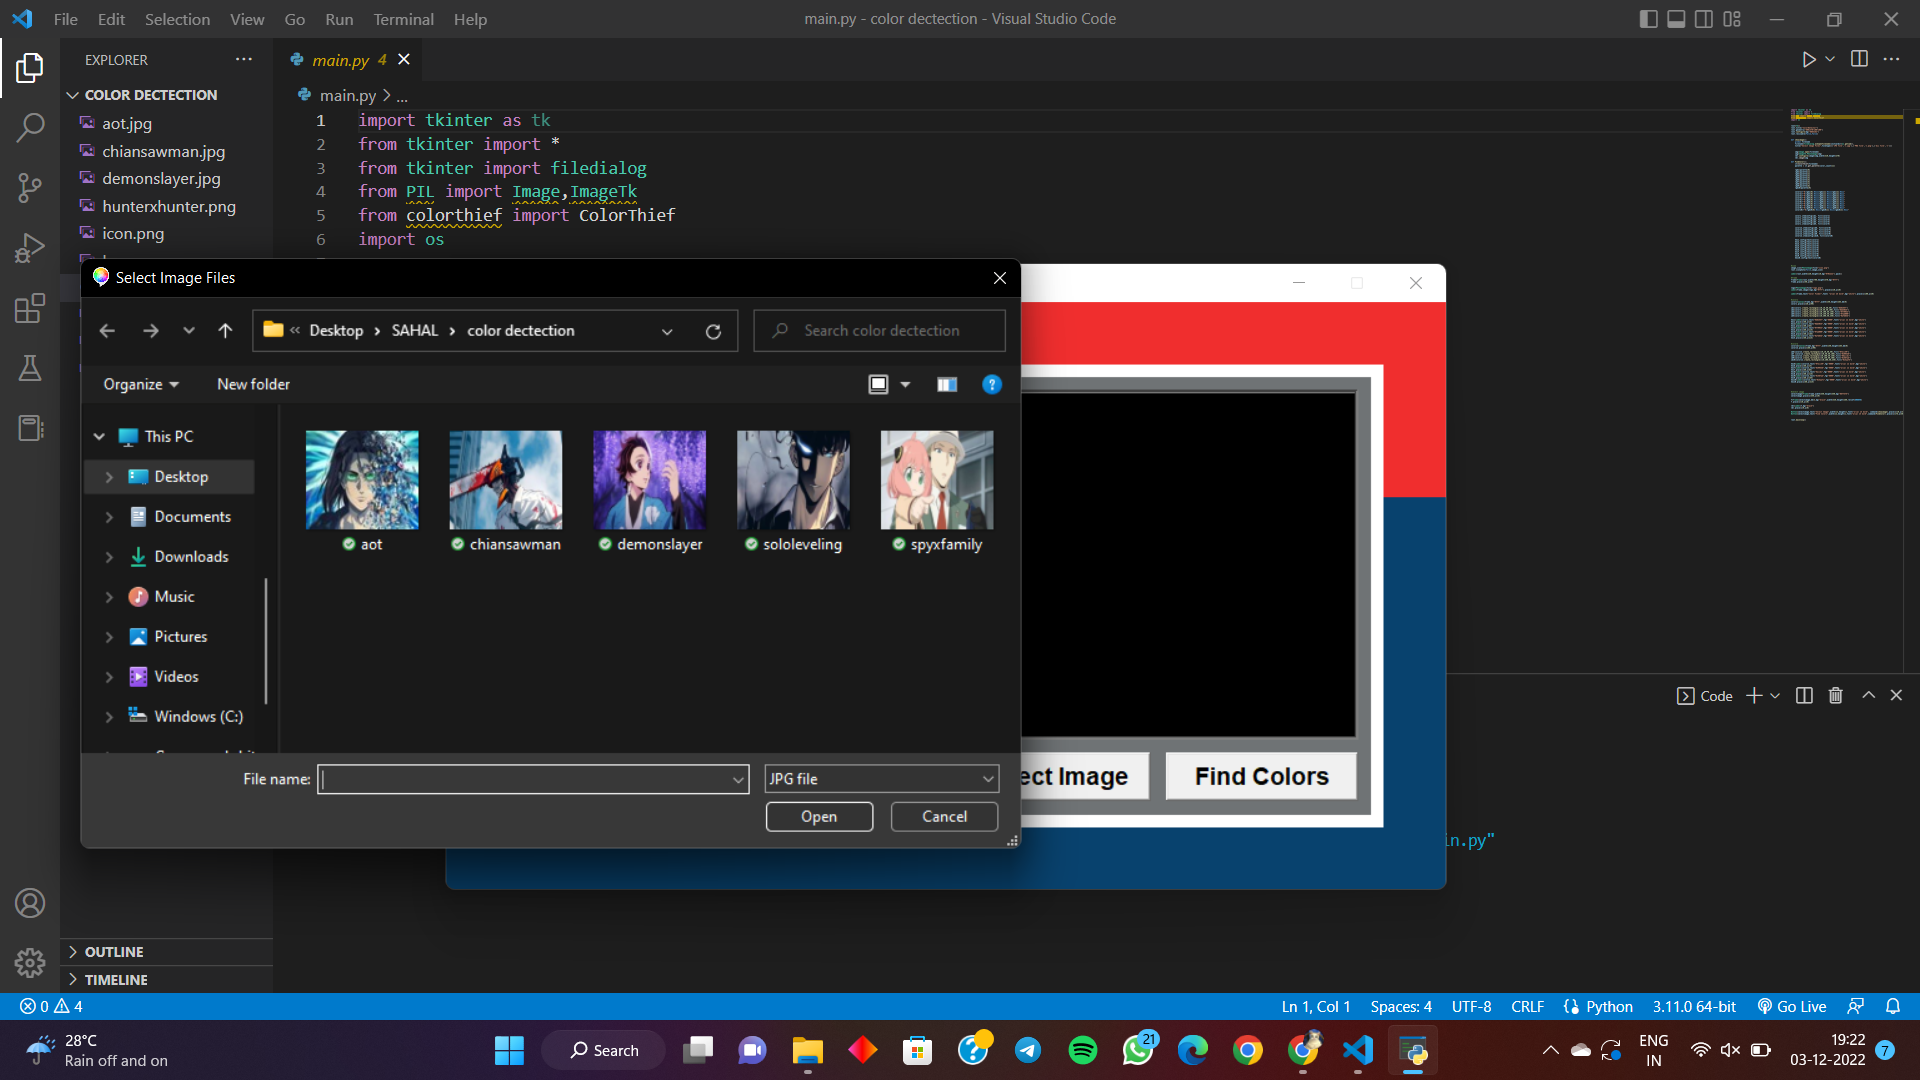 File Edit Selection View Go Run Terminal Help
main.py - color dectection - Visual Studio Code
EXPLORER
COLOR DECTECTION
aot.jpg
chiansawman.jpg
demonslayer.jpg
hunterxhunter.png
icon.png
main.py 4
main.py > ...
1 import tkinter as tk
2 from tkinter import *
3 from tkinter import filedialog
4 from PIL import Image,ImageTk
5 from colorthief import ColorThief
6 import os
Select Image Files
« Desktop › SAHAL › color dectection
Search color dectection
Organize
New folder
This PC
Desktop
Documents
Downloads
Music
Pictures
Videos
Windows (C:)
aot
chiansawman
demonslayer
sololeveling
spyxfamily
File name:
JPG file
Open
Cancel
ect Image
Find Colors
Code
in.py"
OUTLINE
TIMELINE
0 4
Ln 1, Col 1
Spaces: 4
UTF-8
CRLF
Python
3.11.0 64-bit
Go Live
28°C
Rain off and on
Search
21
ENG
IN
19:22
03-12-2022
7